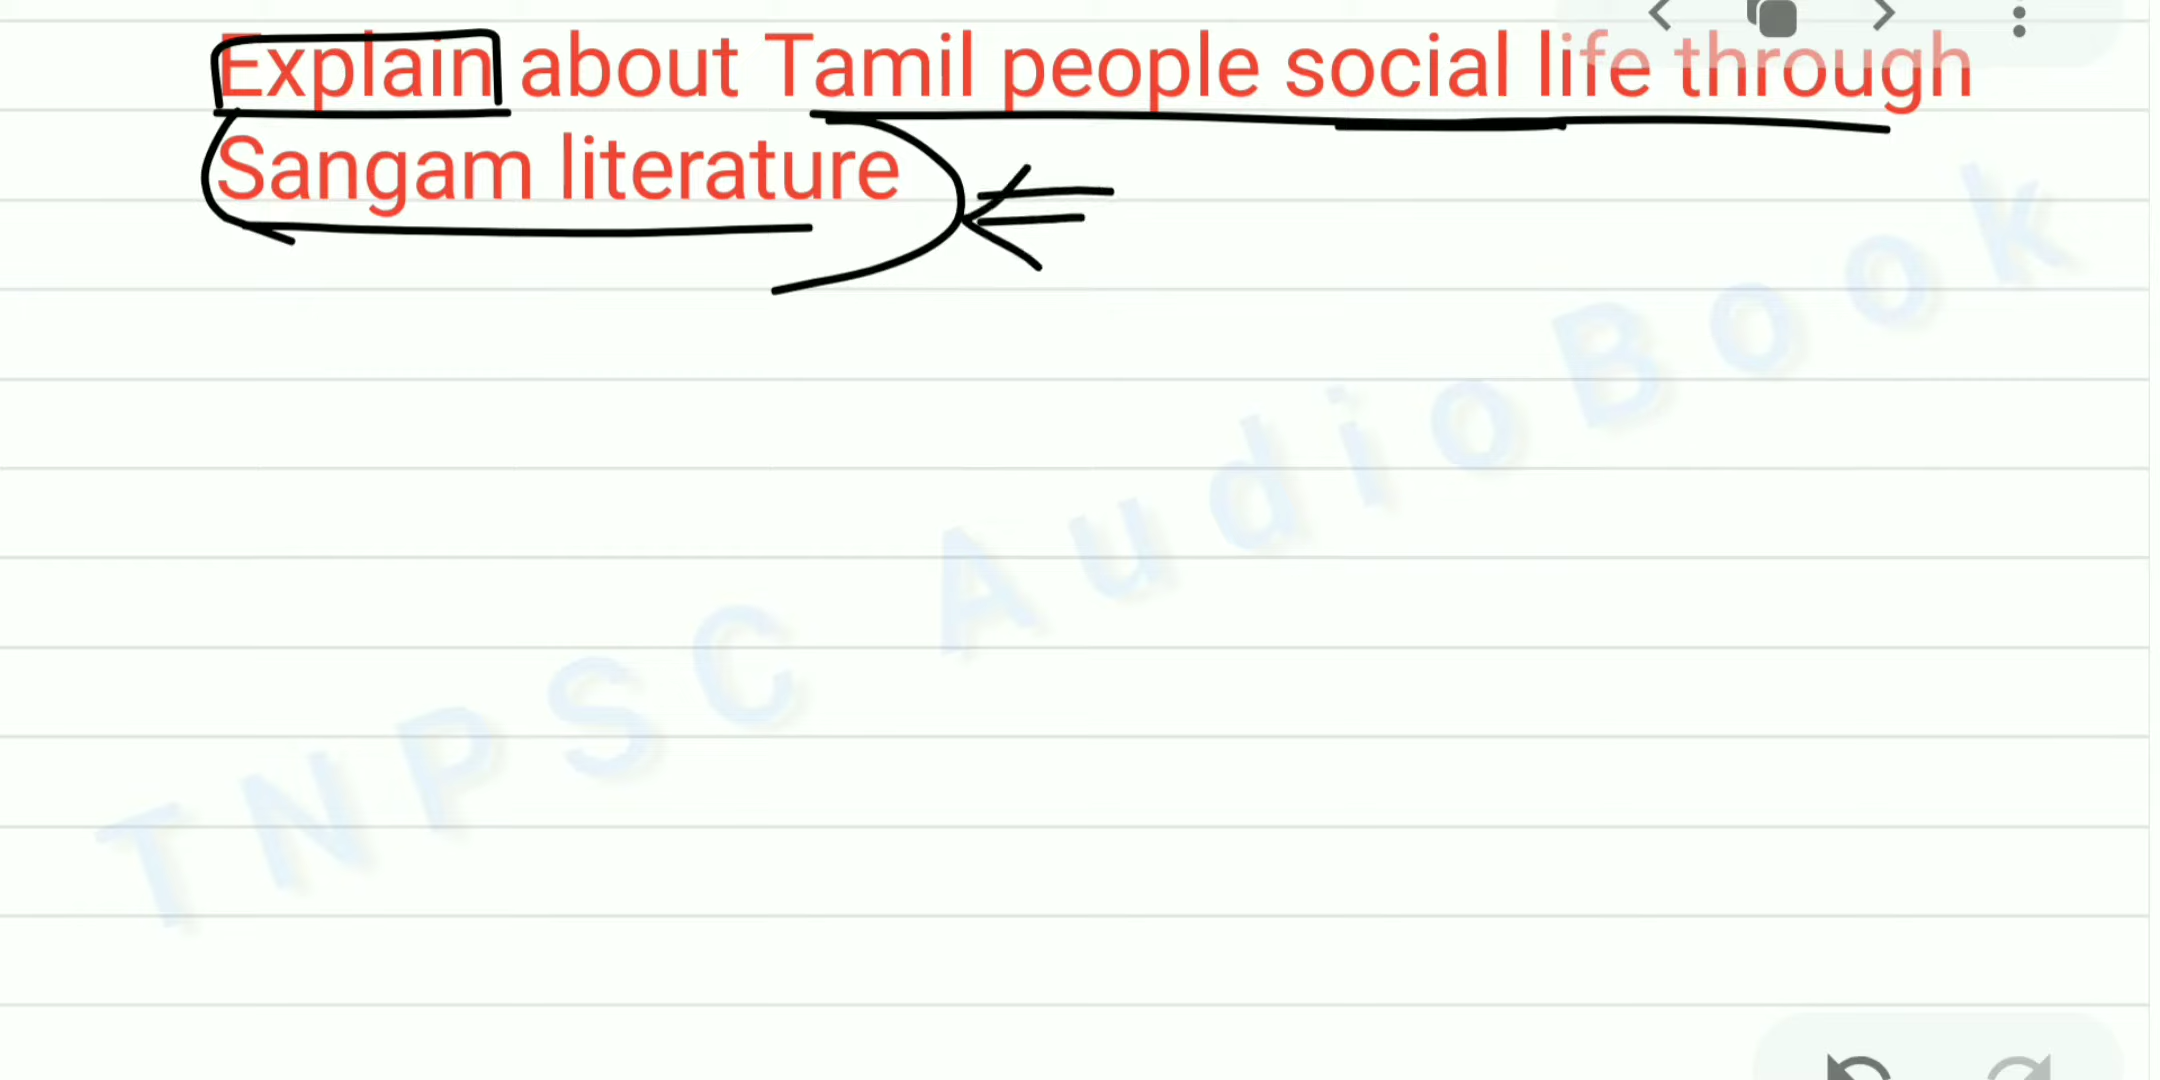 Explain about Tamil people social life through
Sangam literature
TNPSC AudioBook